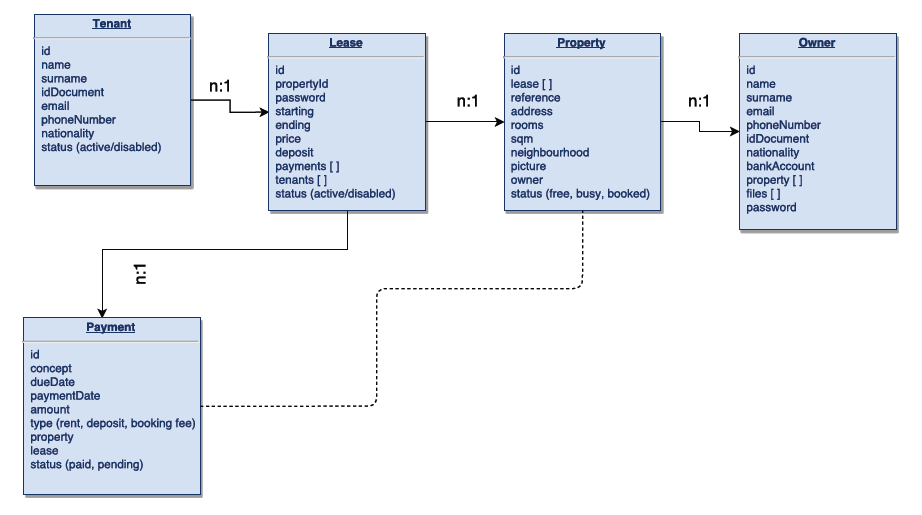 Tenant
id
name
surname
idDocument
email
phoneNumber
nationality
status (active/disabled)
n:1
Lease
id
propertyId
password
starting
ending
price
deposit
payments [ ]
tenants [ ]
status (active/disabled)
n:1
Property
id
lease [ ]
reference
address
rooms
sqm
neighbourhood
picture
owner
status (free, busy, booked)
n:1
Owner
id
name
surname
email
phoneNumber
idDocument
nationality
bankAccount
property [ ]
files [ ]
password
n:1
Payment
id
concept
dueDate
paymentDate
amount
type (rent, deposit, booking fee)
property
lease
status (paid, pending)